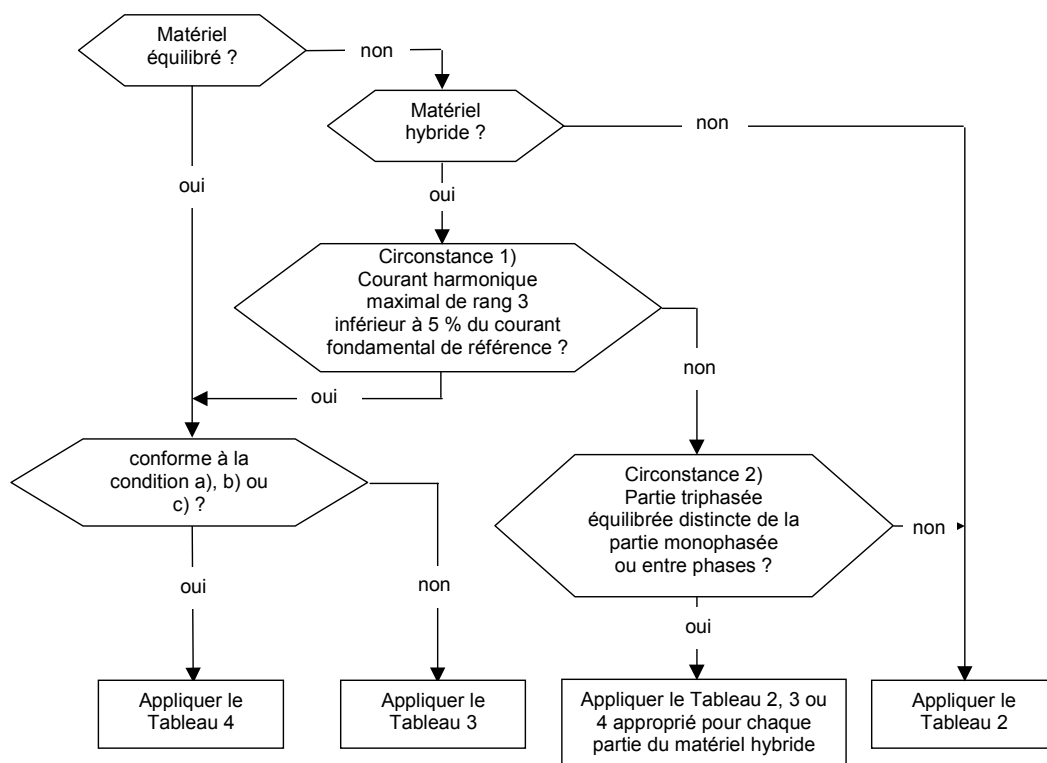 Matériel
équilibré ?
non
Matériel
hybride ?
non
oui
oui
Circonstance 1)
Courant harmonique
maximal de rang 3
inférieur à 5 % du courant
fondamental de référence ?
non
oui
conforme à la
condition a), b) ou
c) ?
Circonstance 2)
Partie triphasée
équilibrée distincte de la
partie monophasée
ou entre phases ?
non
oui
non
oui
Appliquer le
Tableau 4
Appliquer le
Tableau 3
Appliquer le Tableau 2, 3 ou
4 approprié pour chaque
partie du matériel hybride
Appliquer le
Tableau 2